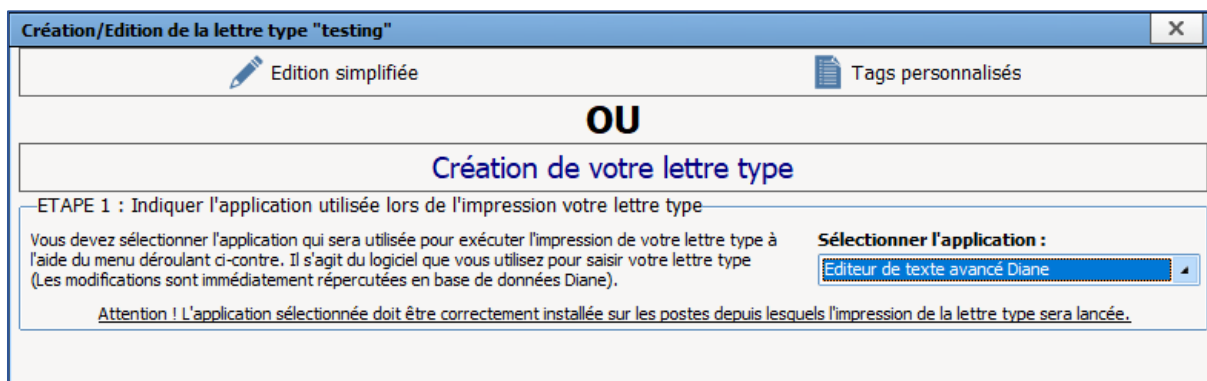 Création/Edition de la lettre type "testing"
Edition simplifiée
Tags personnalisés
OU
Création de votre lettre type
ETAPE 1 : Indiquer l'application utilisée lors de l'impression votre lettre type
Vous devez sélectionner l'application qui sera utilisée pour exécuter l'impression de votre lettre type à
l'aide du menu déroulant ci-contre. Il s'agit du logiciel que vous utilisez pour saisir votre lettre type
(Les modifications sont immédiatement répercutées en base de données Diane).
Sélectionner l'application :
Editeur de texte avancé Diane
Attention ! L'application sélectionnée doit être correctement installée sur les postes depuis lesquels l'impression de la lettre type sera lancée.